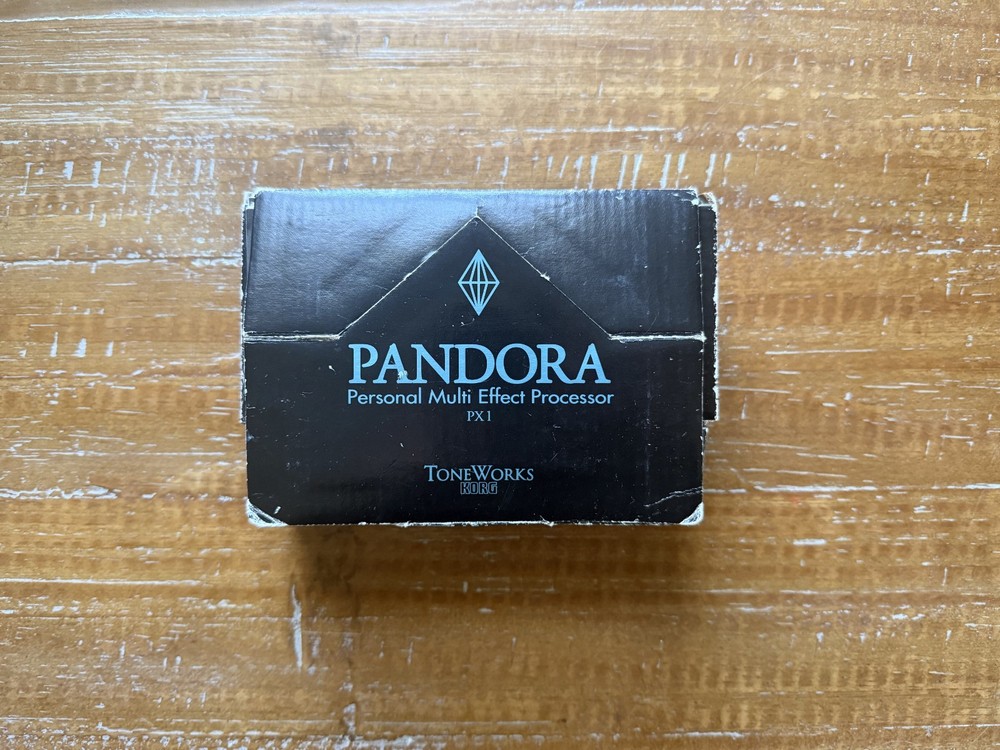 PANDORA
Personal Multi Effect Processor
PX1
TONEWORKS
KORG